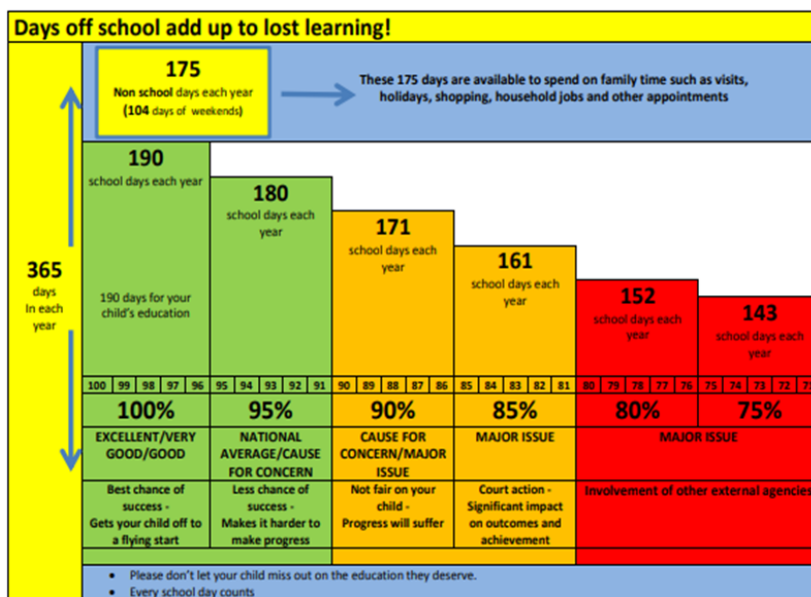 Days off school add up to lost learning!
175
Non school days each year
(104 days of weekends)
These 175 days are available to spend on family time such as visits,
holidays, shopping, household jobs and other appointments
365
days
In each
year
190
school days each year
190 days for your
child's education
180
school days each
year
171
school days each
year
161
school days each
year
152
school days each
year
143
school days each
year
100 99 98 97 96 95 94 93 92 91 90 89 88 87 86 85 84 83 82 81 80 79 78 77 76 75 74 73 72
100% 95% 90% 85% 80% 75%
EXCELLENT/VERY
GOOD/GOOD
NATIONAL
AVERAGE/CAUSE
FOR CONCERN
CAUSE FOR
CONCERN/MAJOR
ISSUE
MAJOR ISSUE
MAJOR ISSUE
Best chance of
success -
Gets your child off to
a flying start
Less chance of
success -
Makes it harder to
make progress
Not fair on your
child -
Progress will suffer
Court action -
Significant impact
on outcomes and
achievement
Involvement of other external agencies
• Please don't let your child miss out on the education they deserve.
• Every school day counts